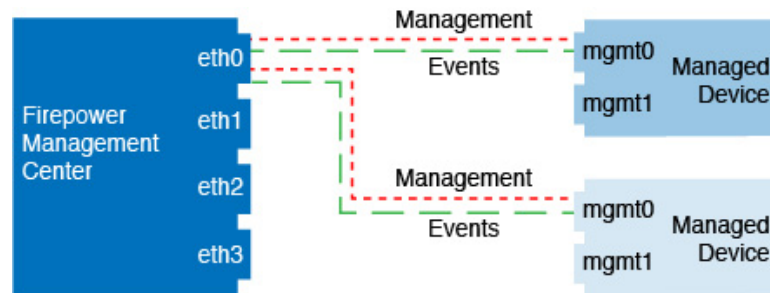 Firepower
Management
Center
eth0
eth1
eth2
eth3
Management
Events
mgmt0
mgmt1
Managed
Device
Management
Events
mgmt0
mgmt1
Managed
Device